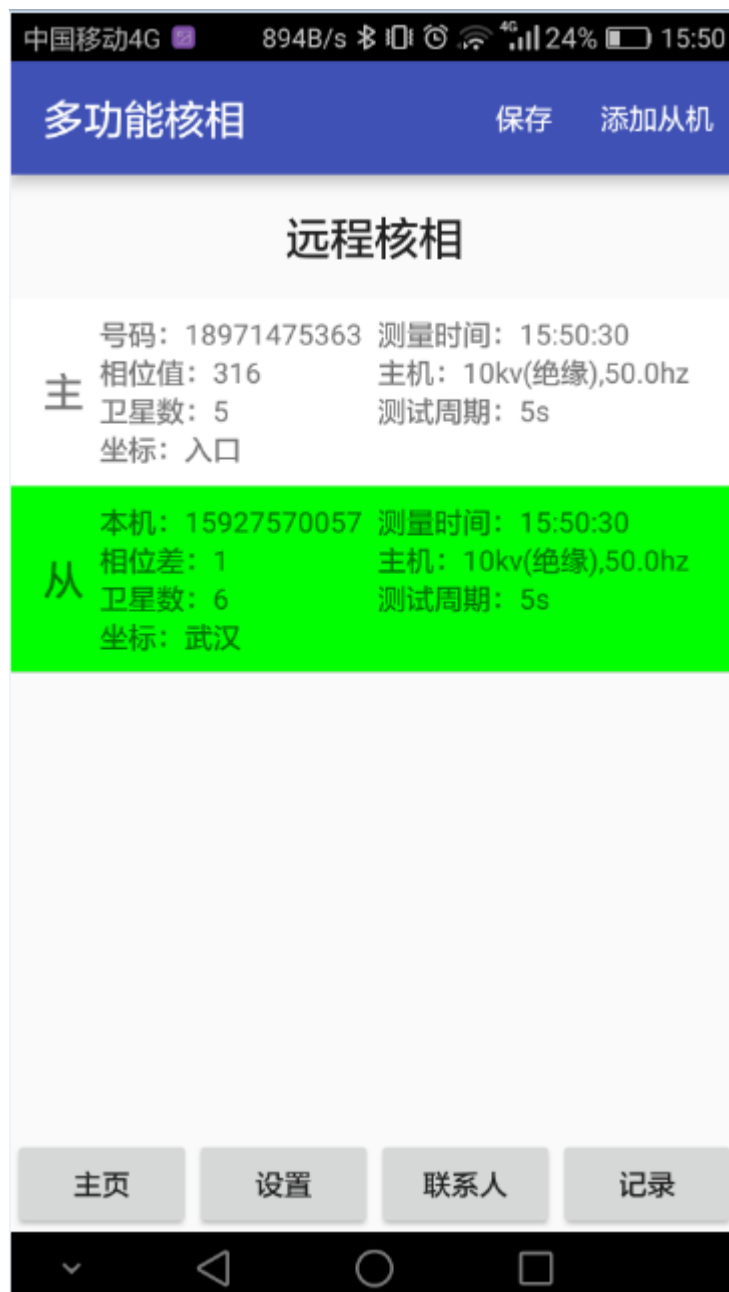 中国移动4G 894B/s 4G 24% 15:50
多功能核相 保存 添加从机
远程核相
主
号码：18971475363 测量时间：15:50:30
相位值：316 主机：10kv(绝缘),50.0hz
卫星数：5 测试周期：5s
坐标：入口
从
本机：15927570057 测量时间：15:50:30
相位差：1 主机：10kv(绝缘),50.0hz
卫星数：6 测试周期：5s
坐标：武汉
主页 设置 联系人 记录